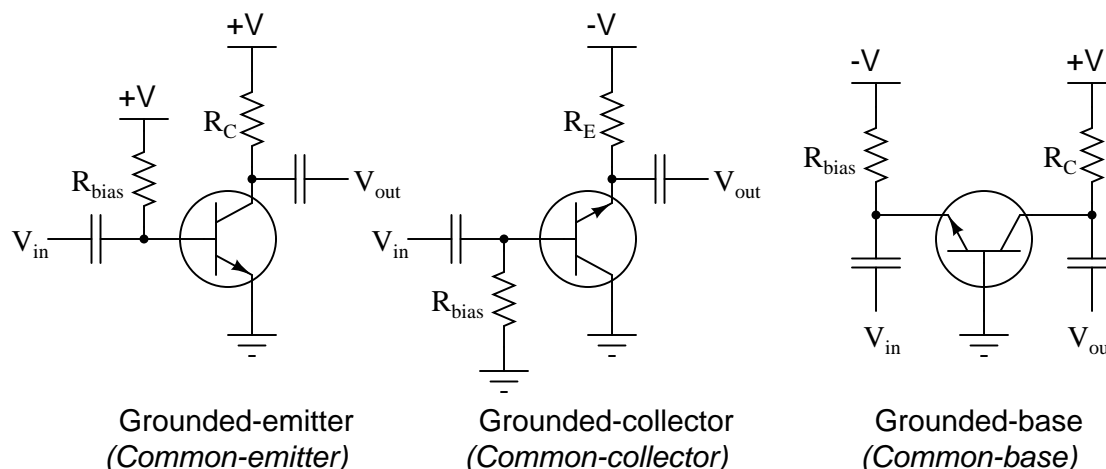 +V
+V
R_C
R_bias
V_in
V_out
Grounded-emitter
(Common-emitter)
-V
R_E
V_in
V_out
R_bias
Grounded-collector
(Common-collector)
-V
+V
R_bias
R_C
V_in
V_ou
Grounded-base
(Common-base)